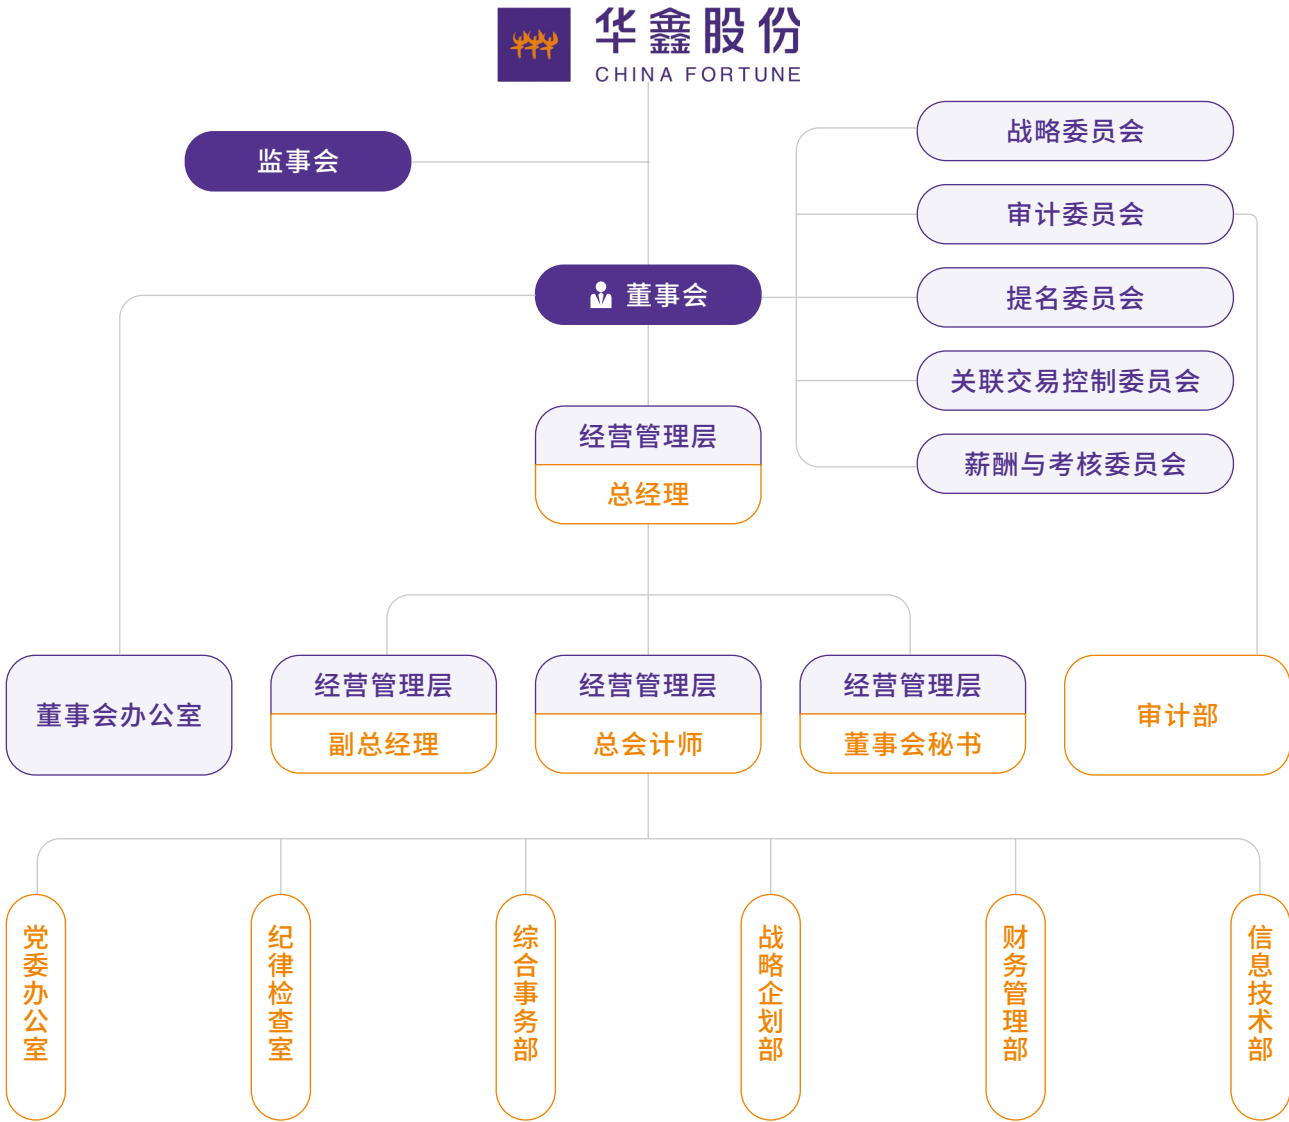 华鑫股份
CHINA FORTUNE
监事会
战略委员会
审计委员会
董事会
提名委员会
关联交易控制委员会
经营管理层
总经理
薪酬与考核委员会
董事会办公室
经营管理层
副总经理
经营管理层
总会计师
经营管理层
董事会秘书
审计部
党委办公室
纪律检查室
综合事务部
战略企划部
财务管理部
信息技术部